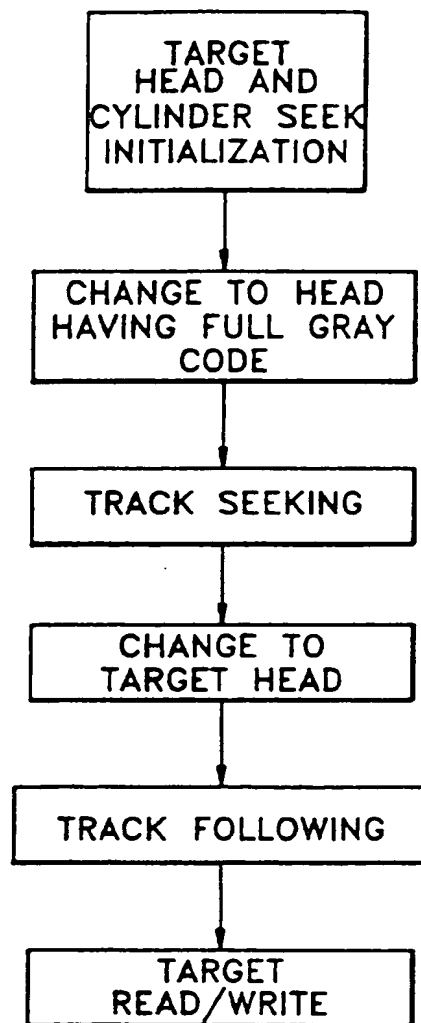 TARGET
HEAD AND
CYLINDER SEEK
INITIALIZATION
CHANGE TO HEAD
HAVING FULL GRAY
CODE
TRACK SEEKING
CHANGE TO
TARGET HEAD
TRACK FOLLOWING
TARGET
READ/WRITE